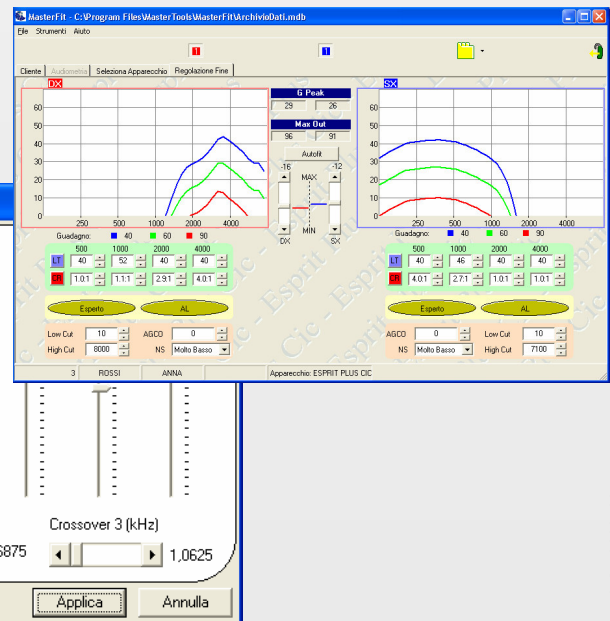 MasterFit - C:\Program Files\MasterTools\MasterFit\ArchivioDati.mdb
File Strumenti Aiuto
1 1
Cliente Audiometria Seleziona Apparecchio Regolazione Fine
DX G Peak SX
29 26
Max Out
96 91
Autofit
-16 -12
MAX
MIN
DX SX
60 60
50 50
40 40
30 30
20 20
10 10
0 0
250 500 1000 2000 4000 250 500 1000 2000 4000
Guadagno: 40 60 90 Guadagno: 40 60 90
500 1000 2000 4000 500 1000 2000 4000
LT 40 52 40 40 LT 40 46 40 40
CR 1.0:1 1.1:1 2.9:1 4.0:1 CR 4.0:1 2.7:1 1.0:1 1.0:1
Esperto AL Esperto AL
Low Cut 10 AGCO 0 AGCO 0 Low Cut 10
High Cut 8000 NS Molto Basso NS Molto Basso High Cut 7100
3 ROSSI ANNA Apparecchio: ESPRIT PLUS CIC
Cic - Esprit
Crossover 3 (kHz)
6875 1,0625
Applica Annulla